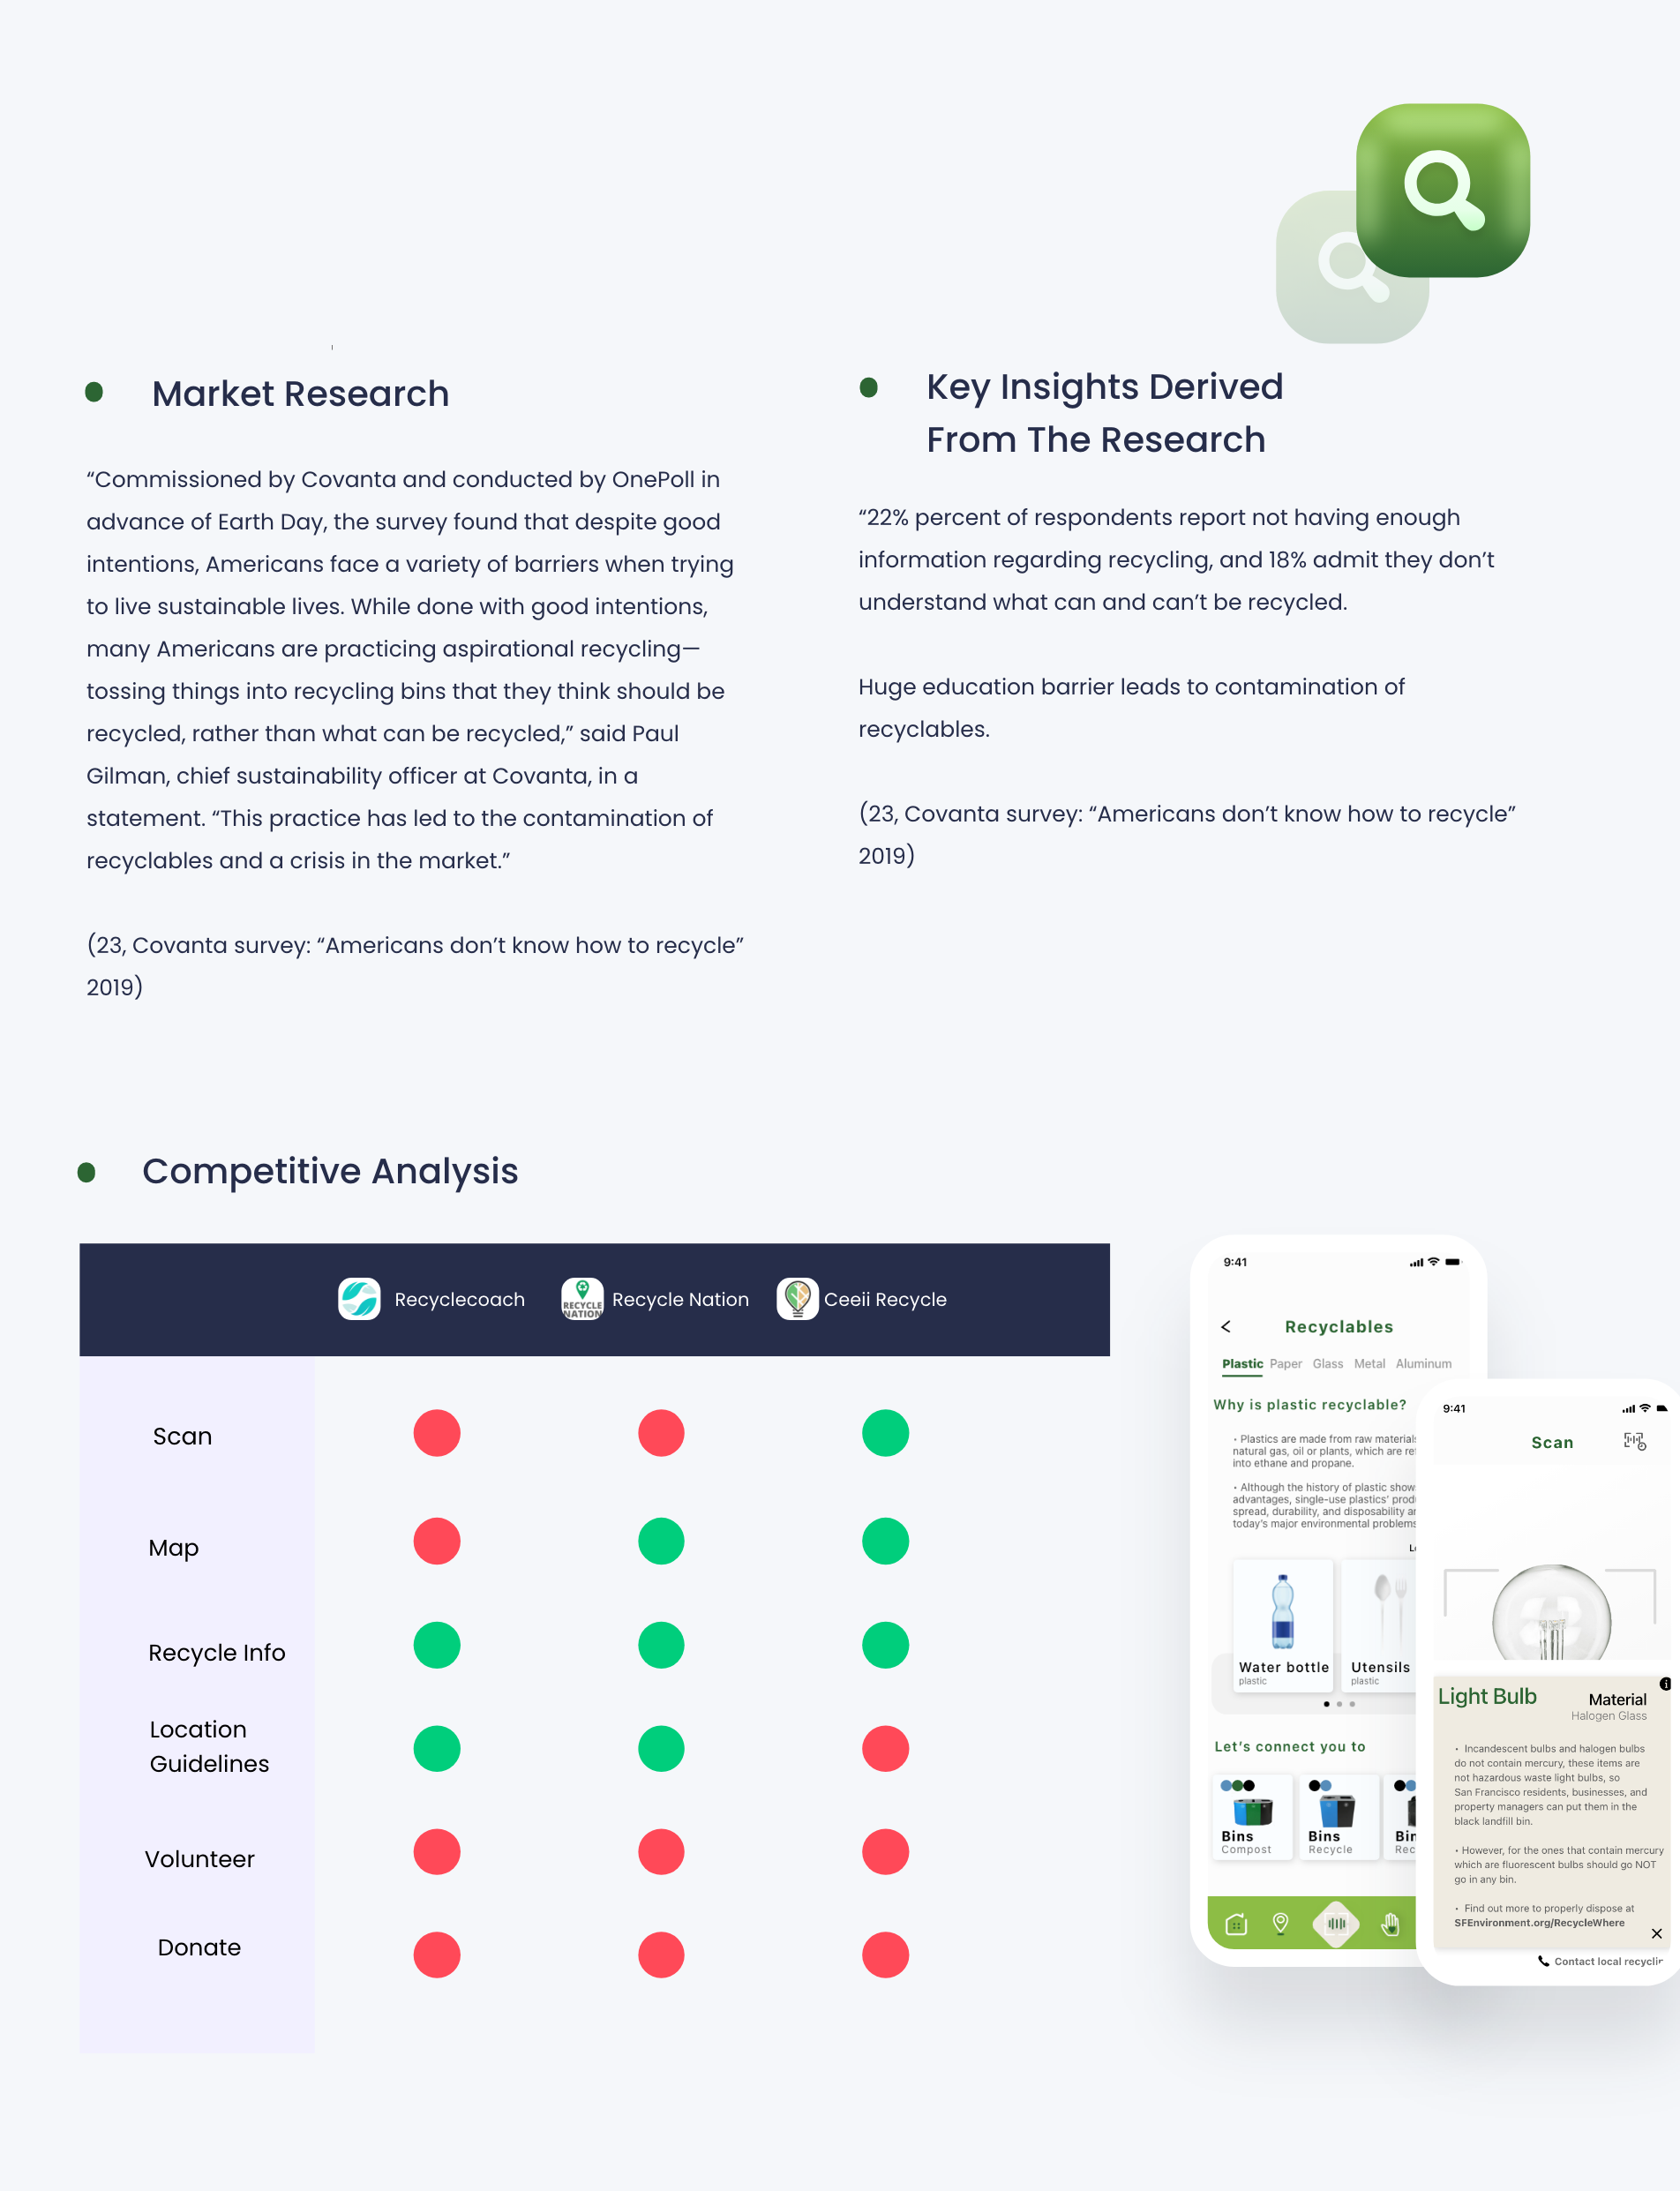 Market Research
“Commissioned by Covanta and conducted by OnePoll in
advance of Earth Day, the survey found that despite good
intentions, Americans face a variety of barriers when trying
to live sustainable lives. While done with good intentions,
many Americans are practicing aspirational recycling—
tossing things into recycling bins that they think should be
recycled, rather than what can be recycled,” said Paul
Gilman, chief sustainability officer at Covanta, in a
statement. “This practice has led to the contamination of
recyclables and a crisis in the market.”
(23, Covanta survey: “Americans don’t know how to recycle”
2019)
Key Insights Derived
From The Research
“22% percent of respondents report not having enough
information regarding recycling, and 18% admit they don’t
understand what can and can’t be recycled.
Huge education barrier leads to contamination of
recyclables.
(23, Covanta survey: “Americans don’t know how to recycle”
2019)
Competitive Analysis
Recyclecoach
RECYCLE
NATION
Recycle Nation
Ceeii Recycle
Scan
Map
Recycle Info
Location
Guidelines
Volunteer
Donate
9:41
Recyclables
Plastic Paper Glass Metal Aluminum
Why is plastic recyclable?
• Plastics are made from raw materials
natural gas, oil or plants, which are
into ethane and propane.
• Although the history of plastic
advantages, single-use plastics’
spread, durability, and disposability
today’s major environmental problems
Water bottle
plastic
Utensils
plastic
Let’s connect you to
Bins
Compost
Bins
Recycle
9:41
Scan
Light Bulb
Material
Halogen Glass
• Incandescent bulbs and halogen bulbs
do not contain mercury, these items are
not hazardous waste light bulbs, so
San Francisco residents, businesses, and
property managers can put them in the
black landfill bin.
• However, for the ones that contain mercury
which are fluorescent bulbs should go NOT
go in any bin.
• Find out more to properly dispose at
SFEnvironment.org/RecycleWhere
Contact local